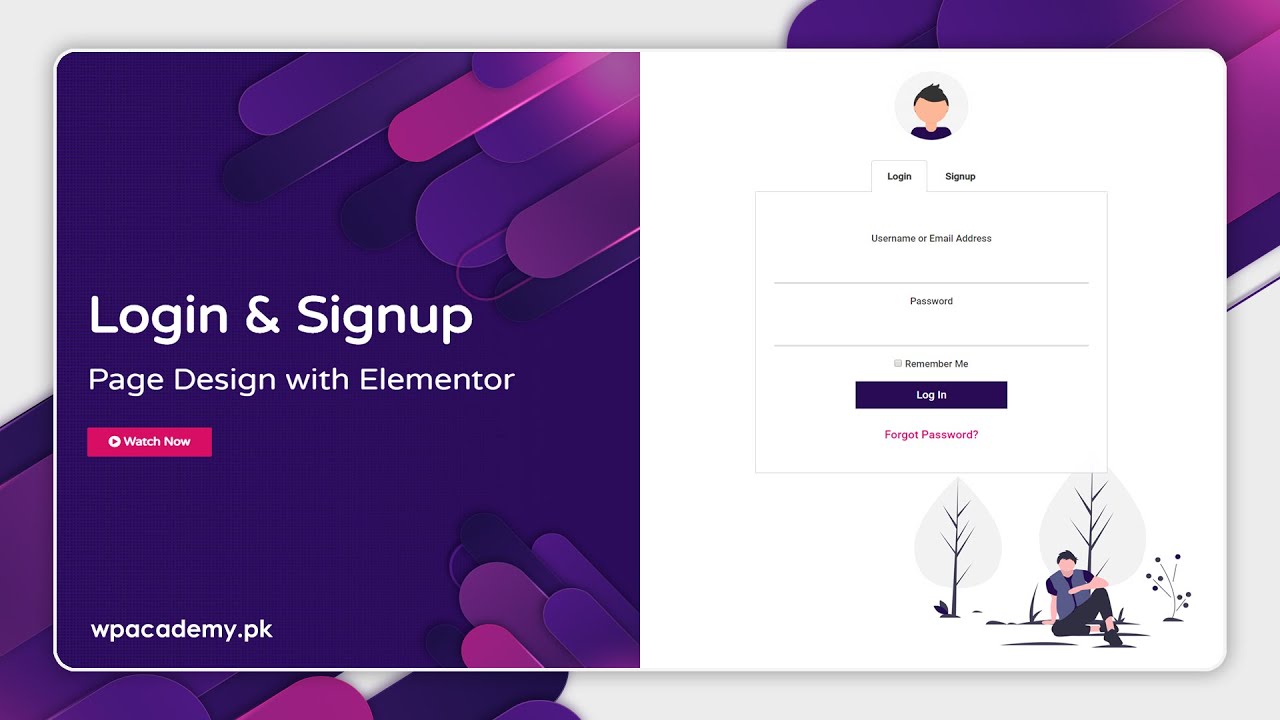 Login & Signup
Page Design with Elementor
Watch Now
wpacademy.pk
Login Signup
Username or Email Address
Password
Remember Me
Log In
Forgot Password?